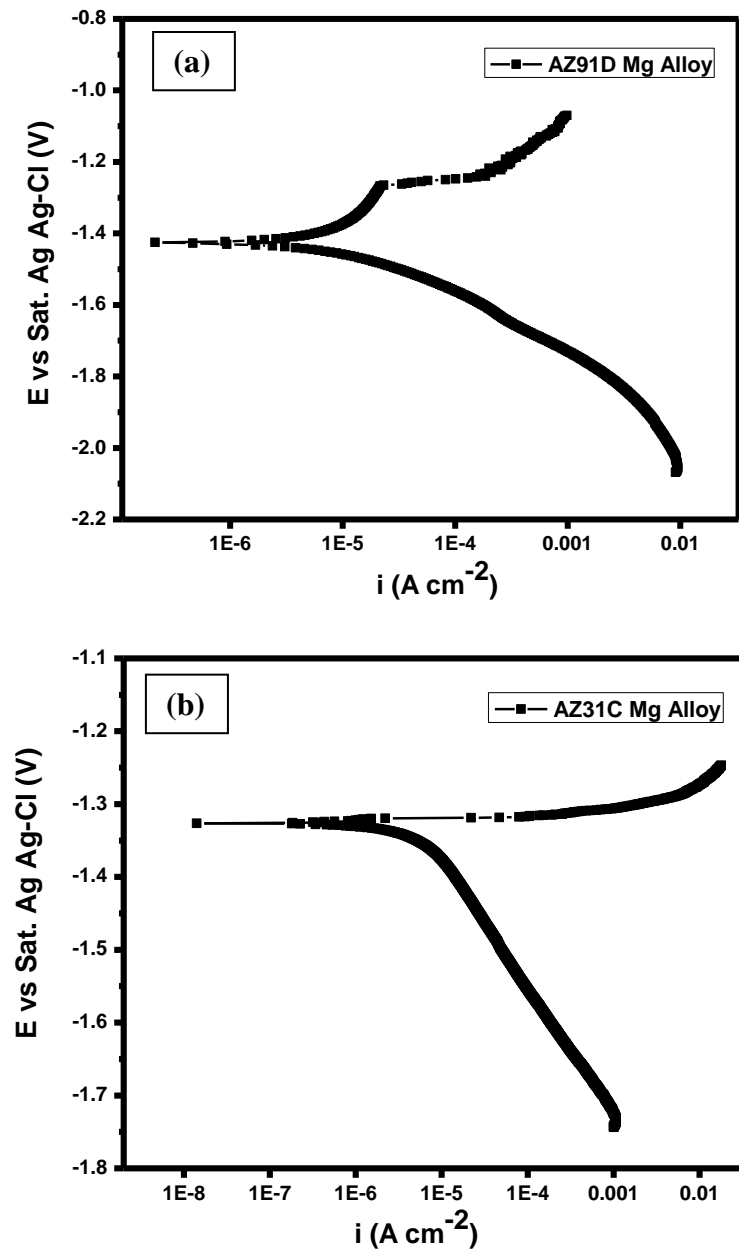 (a)
AZ91D Mg Alloy
E vs Sat. Ag Ag-Cl (V)
-0.8
-1.0
-1.2
-1.4
-1.6
-1.8
-2.0
-2.2
1E-6 1E-5 1E-4 0.001 0.01
i (A cm-2)
(b)
AZ31C Mg Alloy
E vs Sat. Ag Ag-Cl (V)
-1.1
-1.2
-1.3
-1.4
-1.5
-1.6
-1.7
-1.8
1E-8 1E-7 1E-6 1E-5 1E-4 0.001 0.01
i (A cm-2)